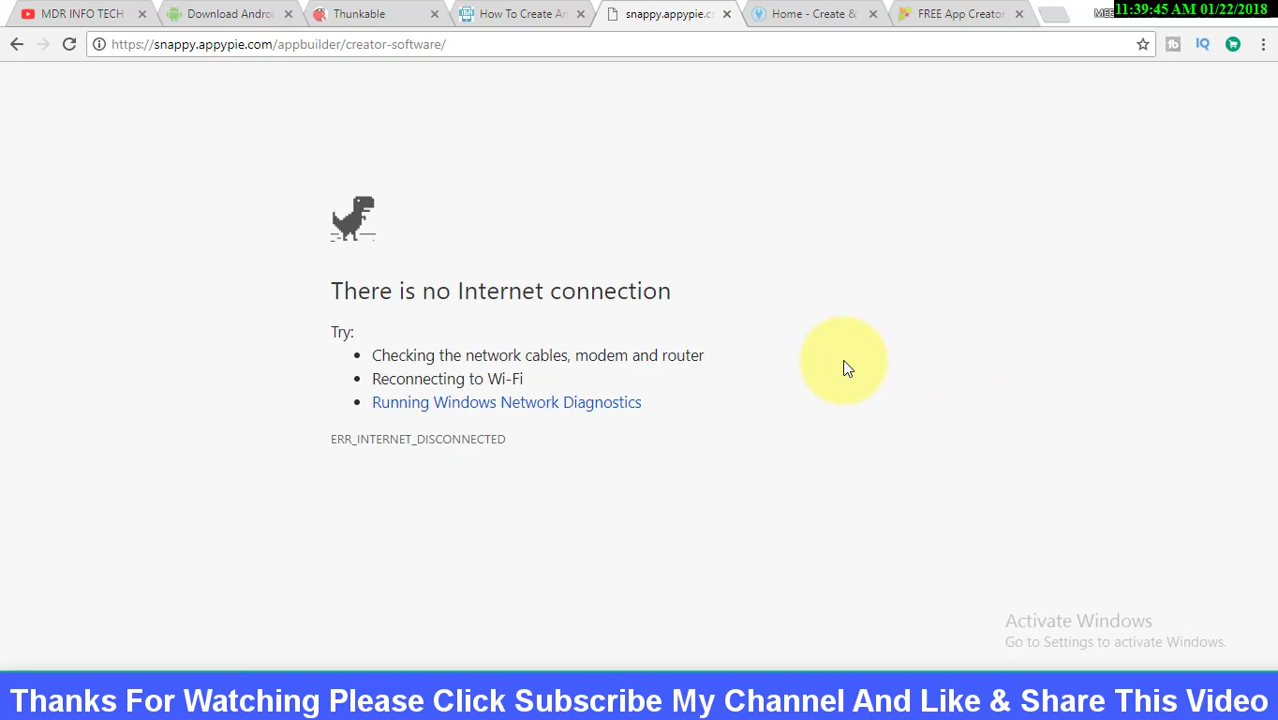 MDR INFO TECH
Download Androi
Thunkable
How To Create An
snappy.appypie.c
Home - Create &
FREE App Creator
11:39:45 AM 01/22/2018
https://snappy.appypie.com/appbuilder/creator-software/
There is no Internet connection
Try:
Checking the network cables, modem and router
Reconnecting to Wi-Fi
Running Windows Network Diagnostics
ERR_INTERNET_DISCONNECTED
Activate Windows
Go to Settings to activate Windows.
Thanks For Watching Please Click Subscribe My Channel And Like & Share This Video